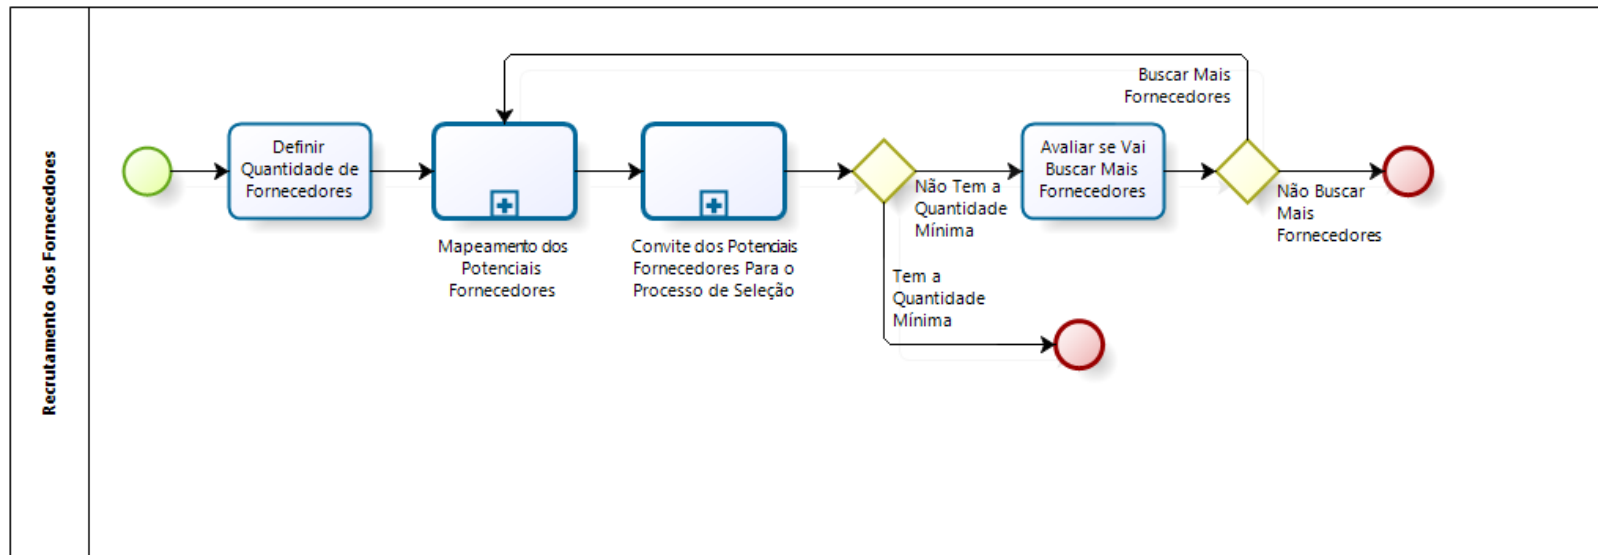 Recrutamento dos Fornecedores
Definir
Quantidade de
Fornecedores
Mapeamento dos
Potenciais
Fornecedores
Convite dos Potenciais
Fornecedores Para o
Processo de Seleção
Não Tem a
Quantidade
Mínima
Tem a
Quantidade
Mínima
Avaliar se Vai
Buscar Mais
Fornecedores
Buscar Mais
Fornecedores
Não Buscar
Mais
Fornecedores